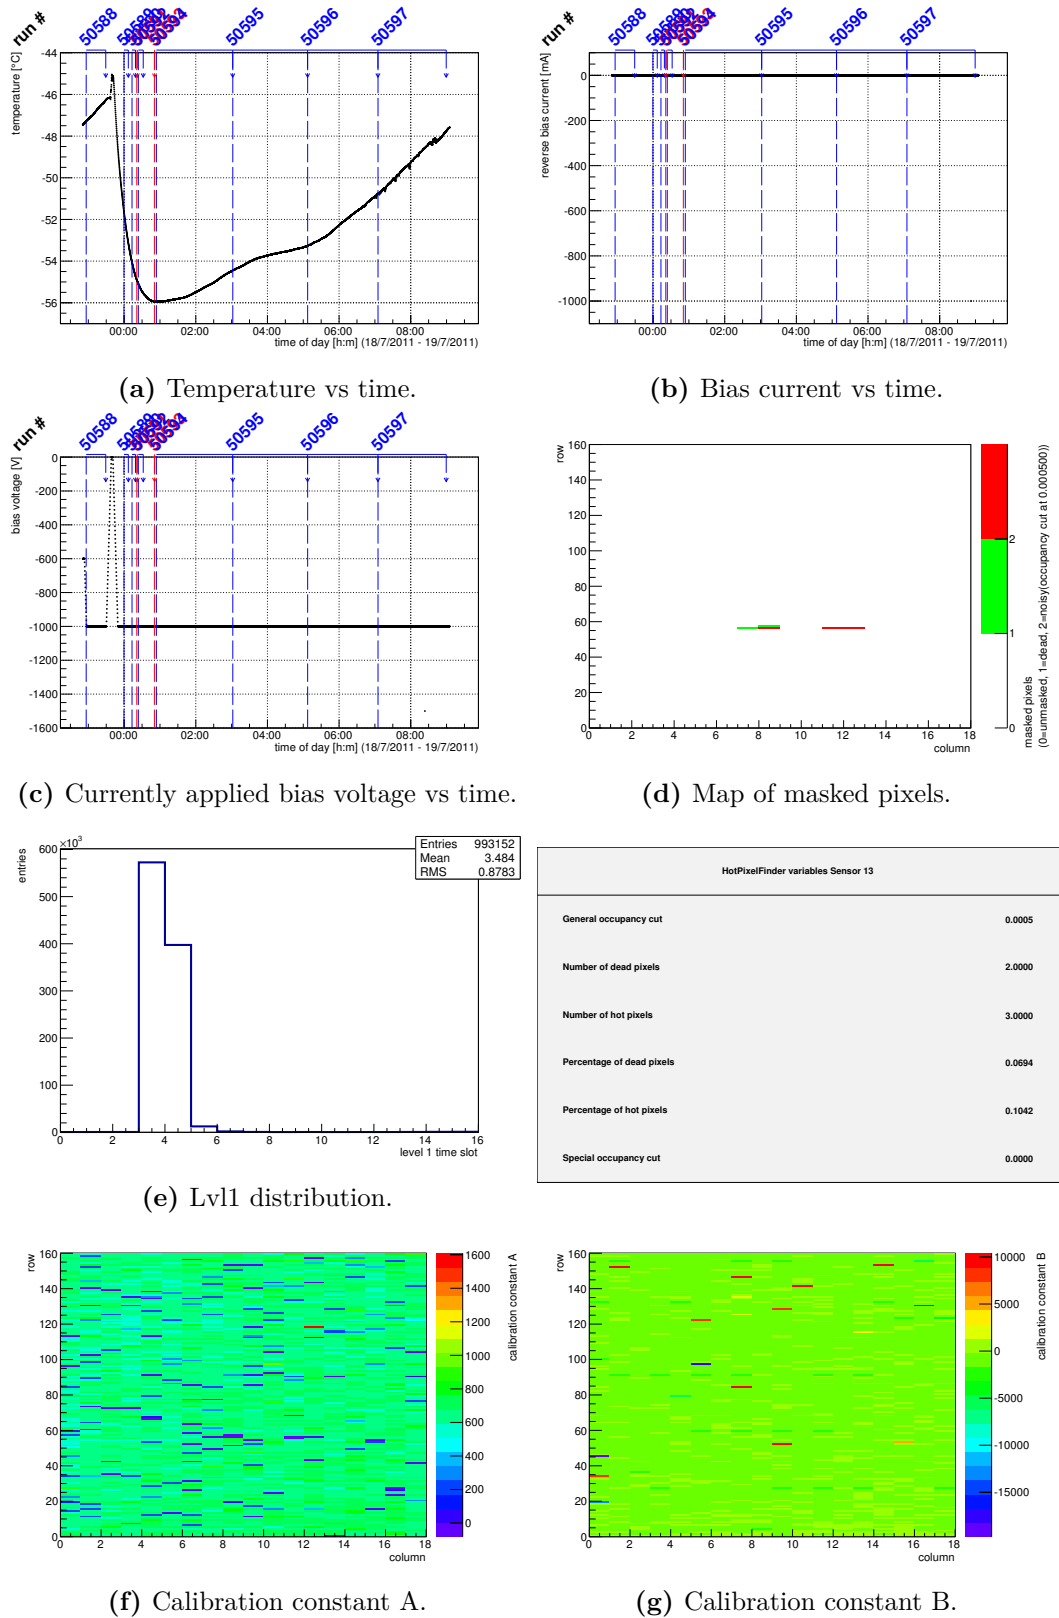 run #
50588
50589
50594
50595
50596
50597
temperature [°C]
-44
-46
-48
-50
-52
-54
-56
00:00 02:00 04:00 06:00 08:00
time of day [h:m] (18/7/2011 - 19/7/2011)
(a) Temperature vs time.
run #
50588
50589
50594
50595
50596
50597
reverse bias current [mA]
0
-200
-400
-600
-800
-1000
00:00 02:00 04:00 06:00 08:00
time of day [h:m] (18/7/2011 - 19/7/2011)
(b) Bias current vs time.
run #
50588
50589
50594
50595
50596
50597
bias voltage [V]
0
-200
-400
-600
-800
-1000
-1200
-1400
-1600
00:00 02:00 04:00 06:00 08:00
time of day [h:m] (18/7/2011 - 19/7/2011)
(c) Currently applied bias voltage vs time.
row
160
140
120
100
80
60
40
20
0
0 2 4 6 8 10 12 14 16 18
column
2
1
0
masked pixels
(0=unmasked, 1=dead, 2=noisy(occupancy cut at 0.000500))
(d) Map of masked pixels.
entries
×10³
600
500
400
300
200
100
0
0 2 4 6 8 10 12 14 16
level 1 time slot
Entries 993152
Mean 3.484
RMS 0.8783
(e) Lvl1 distribution.
HotPixelFinder variables Sensor 13
General occupancy cut 0.0005
Number of dead pixels 2.0000
Number of hot pixels 3.0000
Percentage of dead pixels 0.0694
Percentage of hot pixels 0.1042
Special occupancy cut 0.0000
row
160
140
120
100
80
60
40
20
0
0 2 4 6 8 10 12 14 16 18
column
1600
1400
1200
1000
800
600
400
200
0
calibration constant A
(f) Calibration constant A.
row
160
140
120
100
80
60
40
20
0
0 2 4 6 8 10 12 14 16 18
column
10000
5000
0
-5000
-10000
-15000
calibration constant B
(g) Calibration constant B.